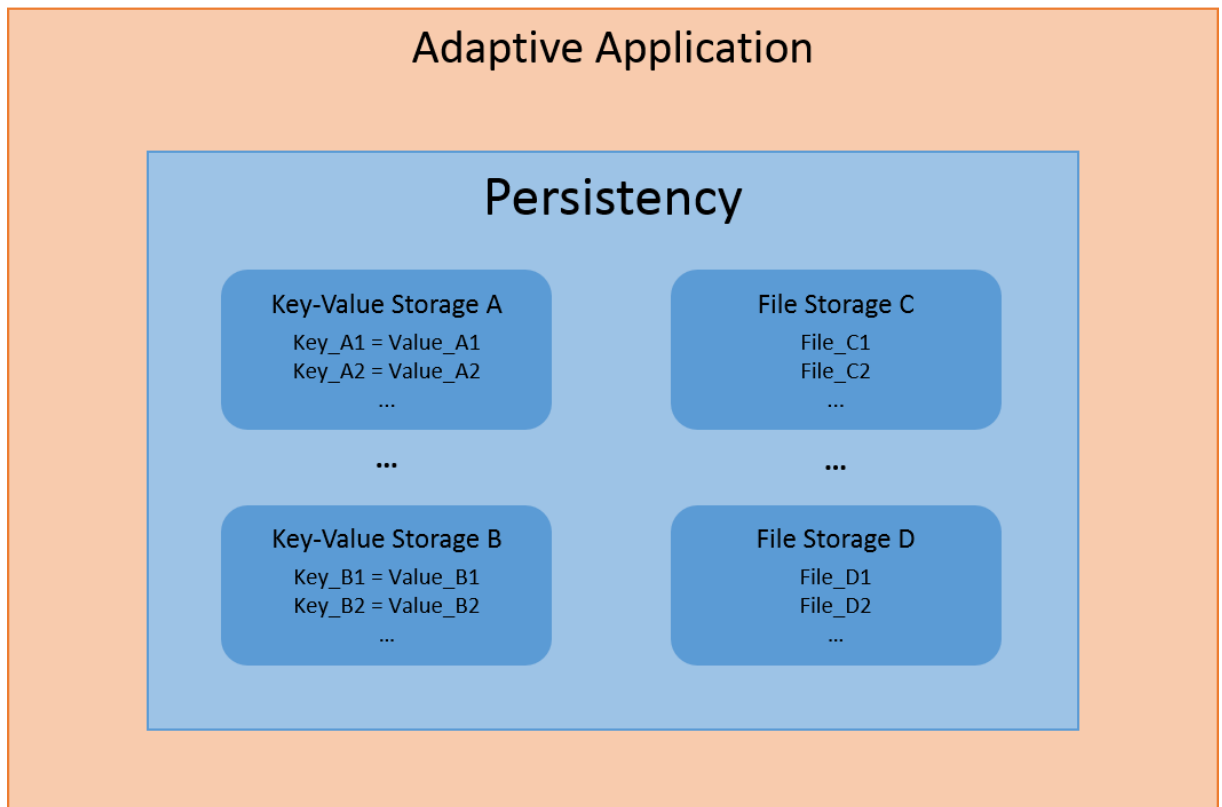 Adaptive Application
Persistency
Key-Value Storage A
Key_A1 = Value_A1
Key_A2 = Value_A2
...
...
Key-Value Storage B
Key_B1 = Value_B1
Key_B2 = Value_B2
...
File Storage C
File_C1
File_C2
...
...
File Storage D
File_D1
File_D2
...